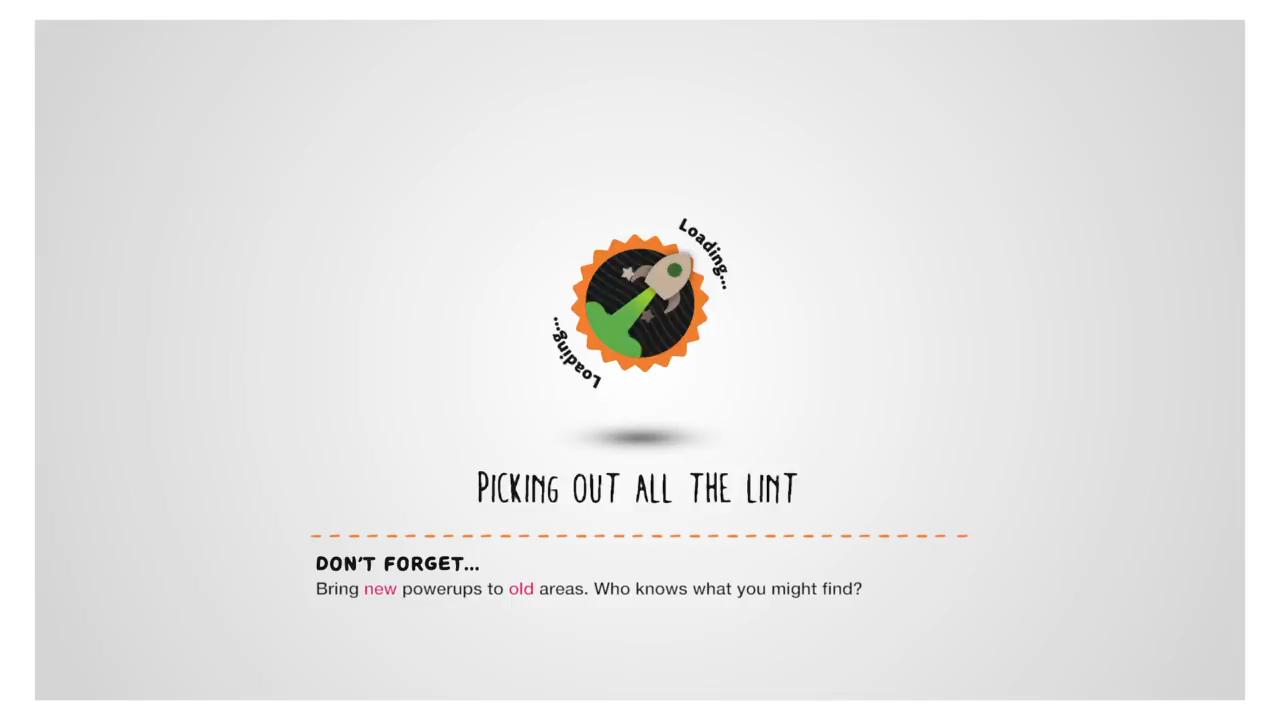 Loading...
Loading...
PICKING OUT ALL THE LINT
DON'T FORGET...
Bring new powerups to old areas. Who knows what you might find?